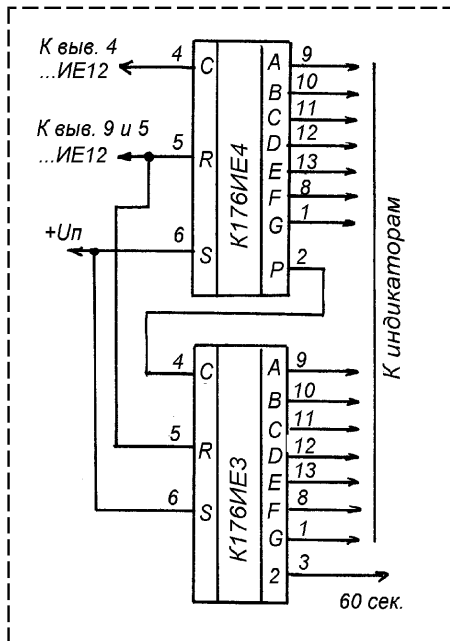 К выв. 4
...ИЕ12
4
C
A
9
B
10
C
11
К выв. 9 и 5
...ИЕ12
5
R
D
12
E
13
F
8
G
1
+Uп
6
S
P
2
К176ИЕ4
К индикаторам
4
C
A
9
B
10
C
11
5
R
D
12
E
13
6
S
F
8
G
1
2
3
К176ИЕ3
60 сек.